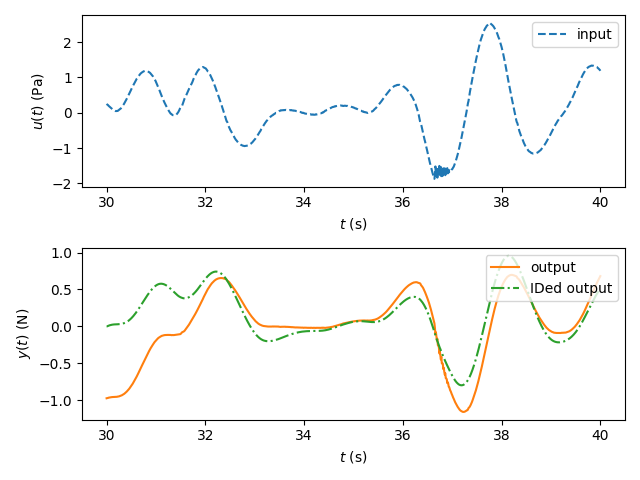 2
1
0
−1
−2
u(t) (Pa)
input
30 32 34 36 38 40
t (s)
1.0
0.5
0.0
−0.5
−1.0
y(t) (N)
output
IDed output
30 32 34 36 38 40
t (s)